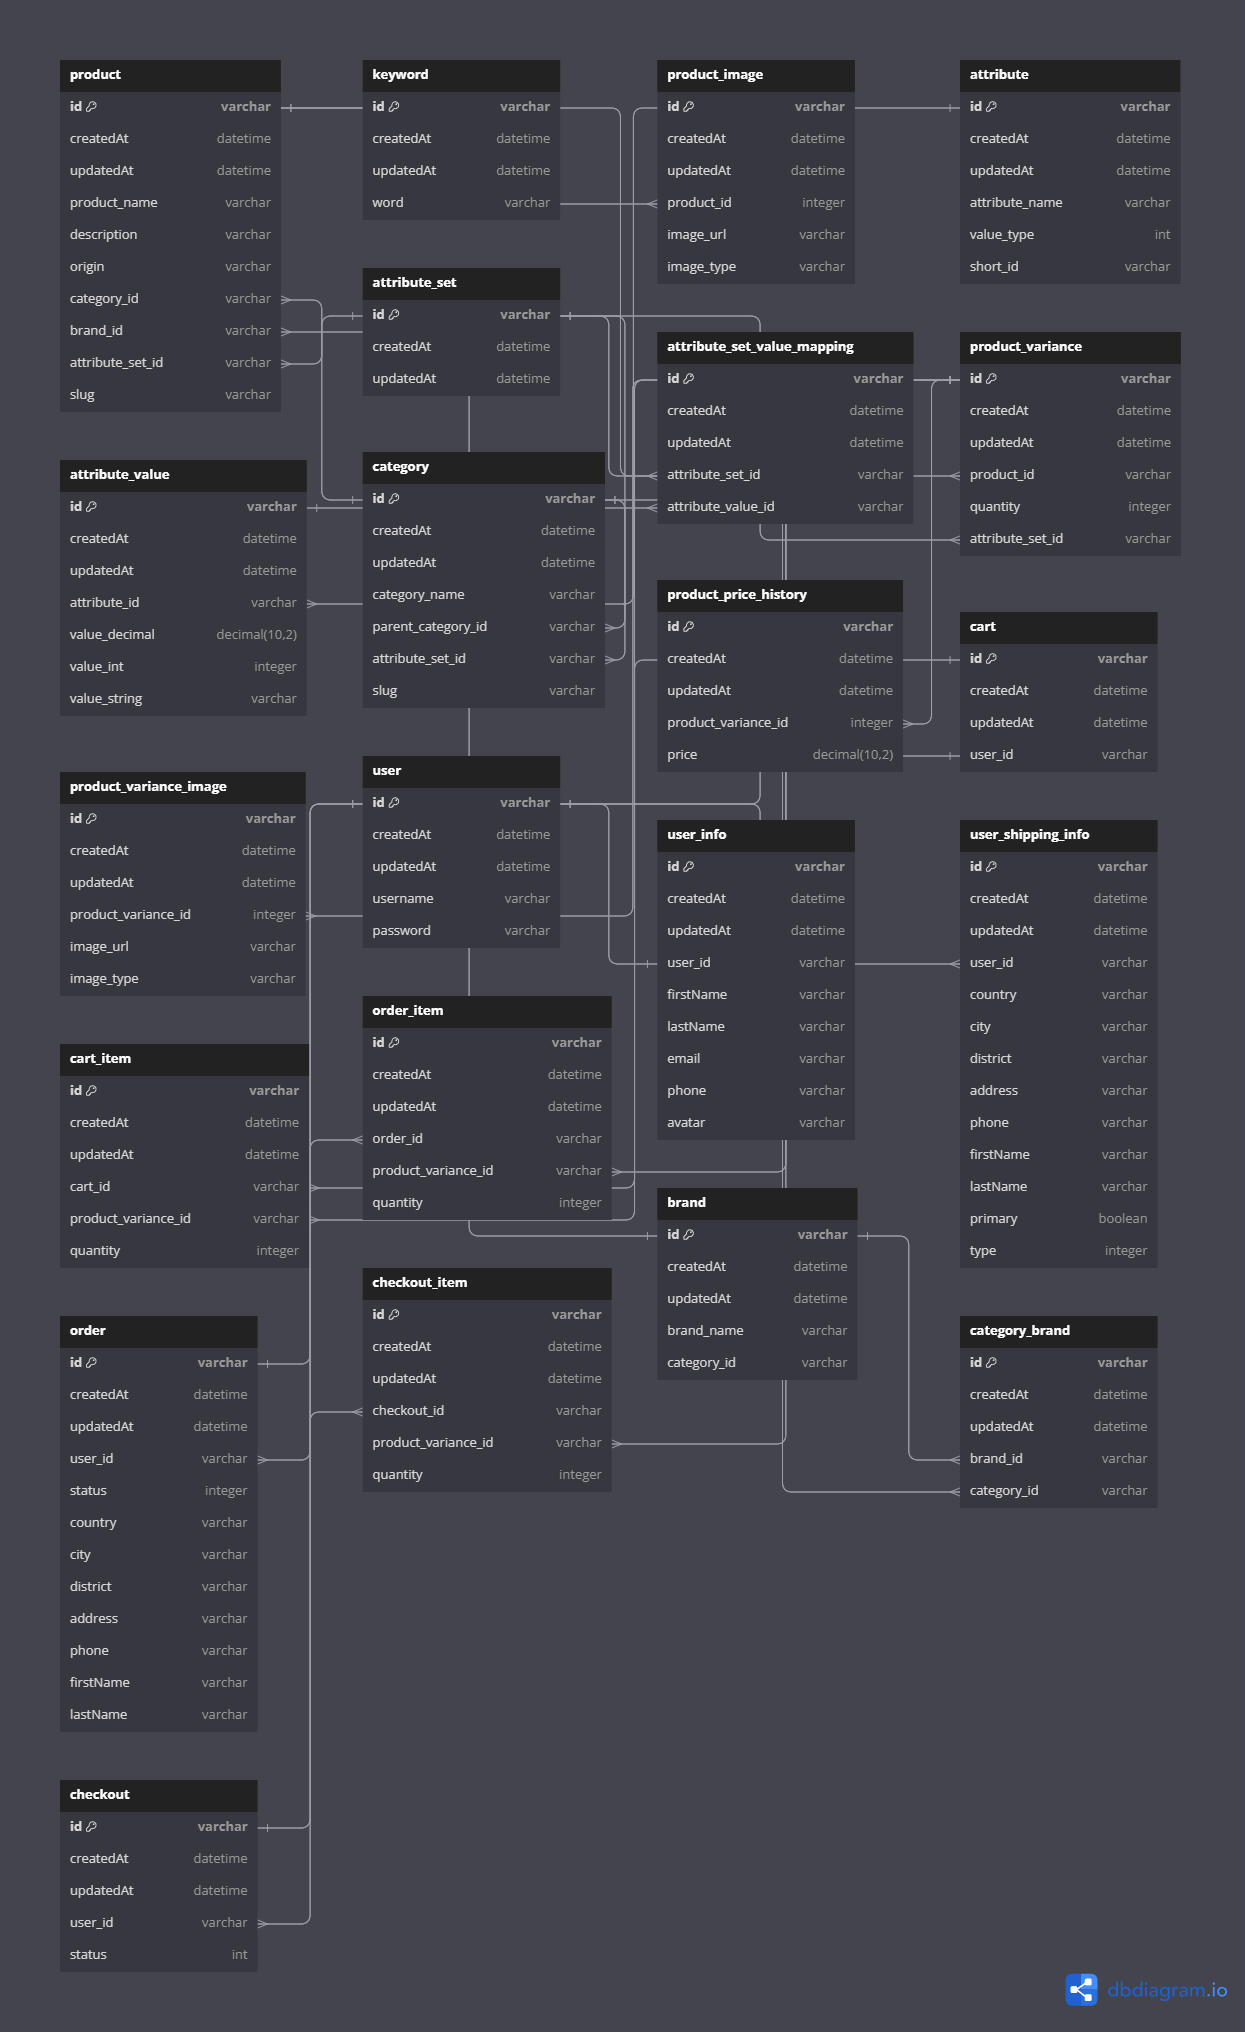 product
id varchar
createdAt datetime
updatedAt datetime
product_name varchar
description varchar
origin varchar
category_id varchar
brand_id varchar
attribute_set_id varchar
slug varchar
keyword
id varchar
createdAt datetime
updatedAt datetime
word varchar
product_image
id varchar
createdAt datetime
updatedAt datetime
product_id integer
image_url varchar
image_type varchar
attribute
id varchar
createdAt datetime
updatedAt datetime
attribute_name varchar
value_type int
short_id varchar
attribute_set
id varchar
createdAt datetime
updatedAt datetime
attribute_set_value_mapping
id varchar
createdAt datetime
updatedAt datetime
attribute_set_id varchar
attribute_value_id varchar
product_variance
id varchar
createdAt datetime
updatedAt datetime
product_id varchar
quantity integer
attribute_set_id varchar
attribute_value
id varchar
createdAt datetime
updatedAt datetime
attribute_id varchar
value_decimal decimal(10,2)
value_int integer
value_string varchar
category
id varchar
createdAt datetime
updatedAt datetime
category_name varchar
parent_category_id varchar
attribute_set_id varchar
slug varchar
product_price_history
id varchar
createdAt datetime
updatedAt datetime
product_variance_id integer
price decimal(10,2)
cart
id varchar
createdAt datetime
updatedAt datetime
user_id varchar
product_variance_image
id varchar
createdAt datetime
updatedAt datetime
product_variance_id integer
image_url varchar
image_type varchar
user
id varchar
createdAt datetime
updatedAt datetime
username varchar
password varchar
user_info
id varchar
createdAt datetime
updatedAt datetime
user_id varchar
firstName varchar
lastName varchar
email varchar
phone varchar
avatar varchar
user_shipping_info
id varchar
createdAt datetime
updatedAt datetime
user_id varchar
country varchar
city varchar
district varchar
address varchar
phone varchar
firstName varchar
lastName varchar
primary boolean
type integer
cart_item
id varchar
createdAt datetime
updatedAt datetime
cart_id varchar
product_variance_id varchar
quantity integer
order_item
id varchar
createdAt datetime
updatedAt datetime
order_id varchar
product_variance_id varchar
quantity integer
brand
id varchar
createdAt datetime
updatedAt datetime
brand_name varchar
category_id varchar
order
id varchar
createdAt datetime
updatedAt datetime
user_id varchar
status integer
country varchar
city varchar
district varchar
address varchar
phone varchar
firstName varchar
lastName varchar
checkout_item
id varchar
createdAt datetime
updatedAt datetime
checkout_id varchar
product_variance_id varchar
quantity integer
category_brand
id varchar
createdAt datetime
updatedAt datetime
brand_id varchar
category_id varchar
checkout
id varchar
createdAt datetime
updatedAt datetime
user_id varchar
status int
dbdiagram.io